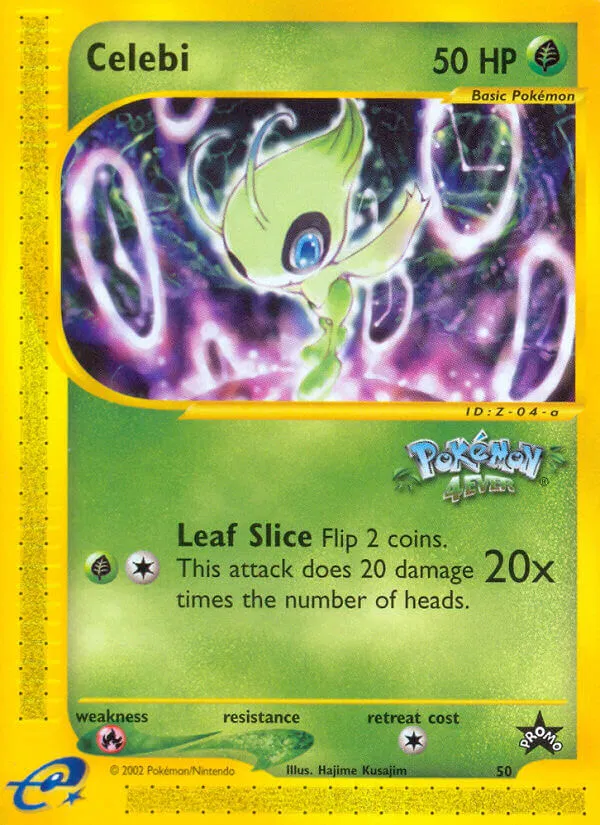 Celebi
50 HP
Basic Pokémon
ID:Z-04-a
POKéMON
4EVER
®
Leaf Slice Flip 2 coins.
This attack does 20 damage 20x
times the number of heads.
weakness resistance retreat cost
PROMO
© 2002 Pokémon/Nintendo Illus. Hajime Kusajim 50
e